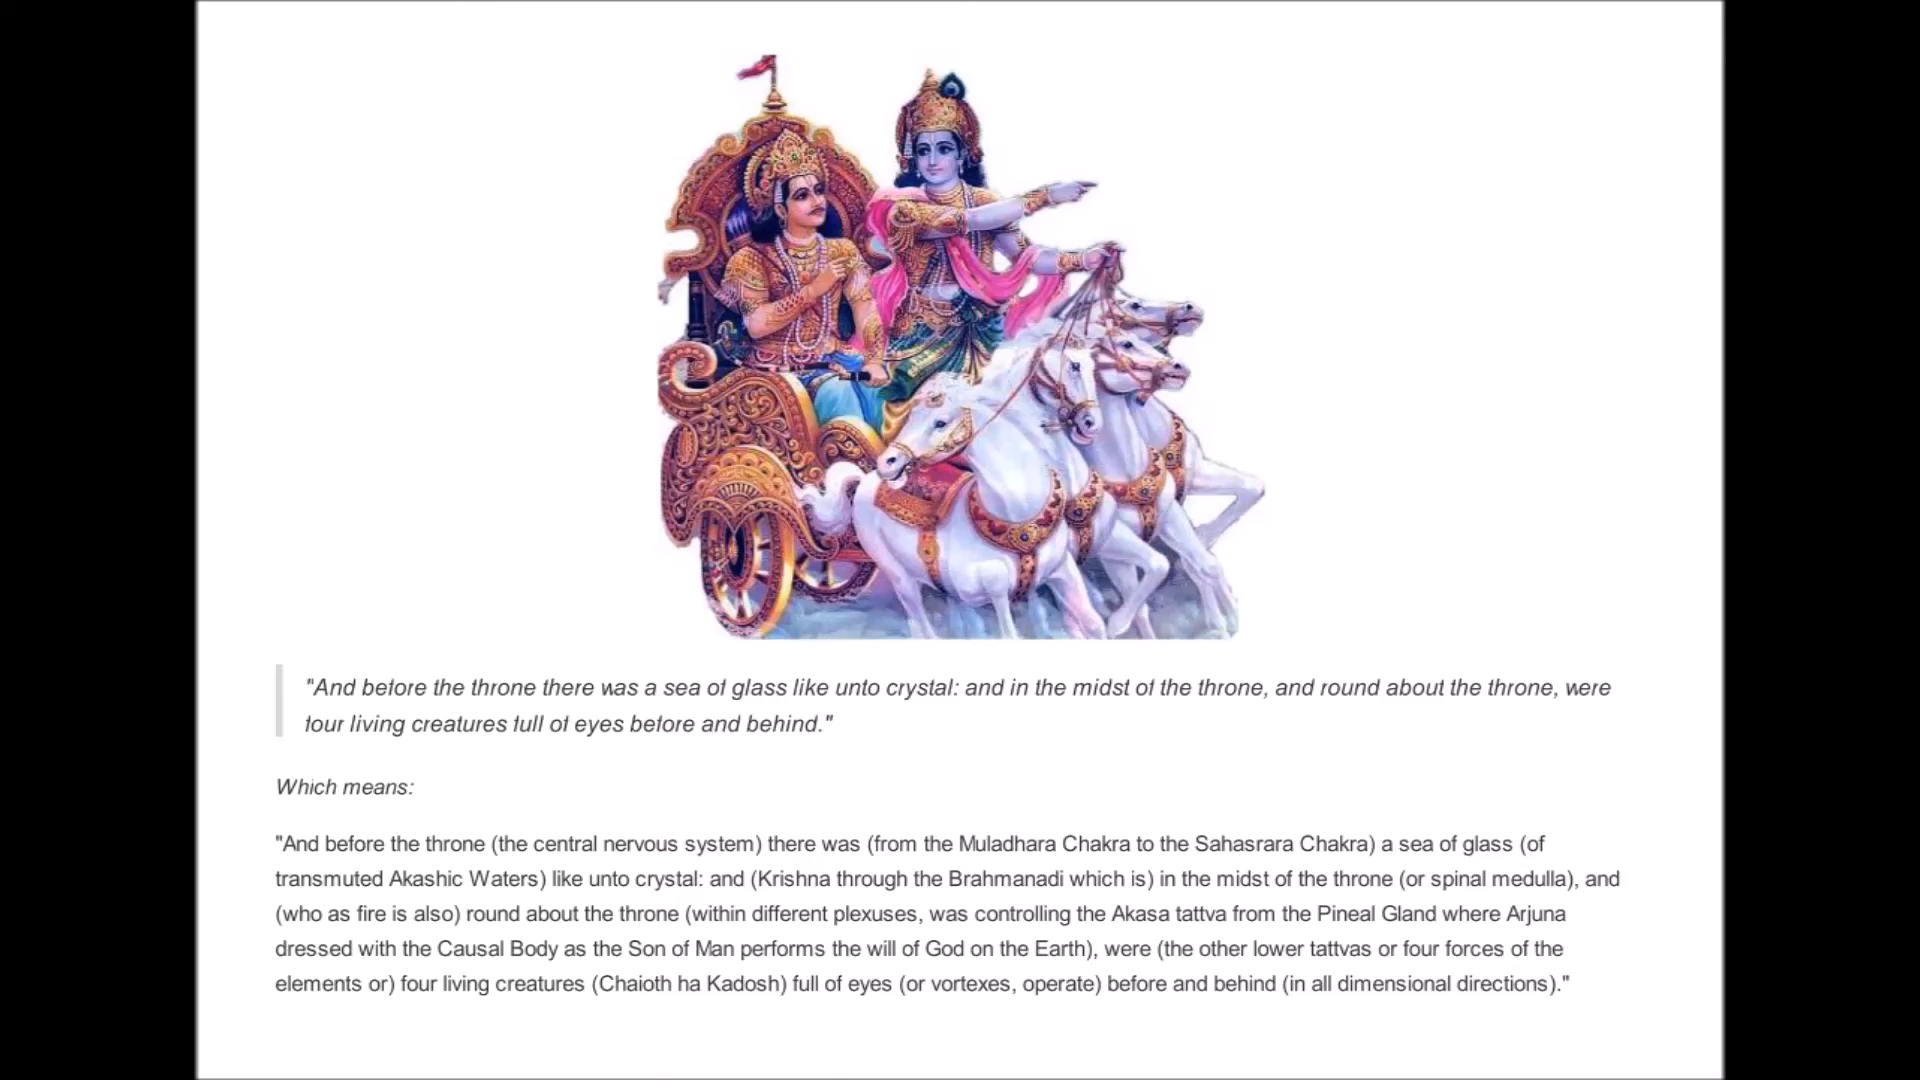 "And before the throne there was a sea of glass like unto crystal: and in the midst of the throne, and round about the throne, were
four living creatures full of eyes before and behind."
Which means:
"And before the throne (the central nervous system) there was (from the Muladhara Chakra to the Sahasrara Chakra) a sea of glass (of
transmuted Akashic Waters) like unto crystal: and (Krishna through the Brahmanadi which is) in the midst of the throne (or spinal medulla), and
(who as fire is also) round about the throne (within different plexuses, was controlling the Akasa tattva from the Pineal Gland where Arjuna
dressed with the Causal Body as the Son of Man performs the will of God on the Earth), were (the other lower tattvas or four forces of the
elements or) four living creatures (Chaioth ha Kadosh) full of eyes (or vortexes, operate) before and behind (in all dimensional directions)."